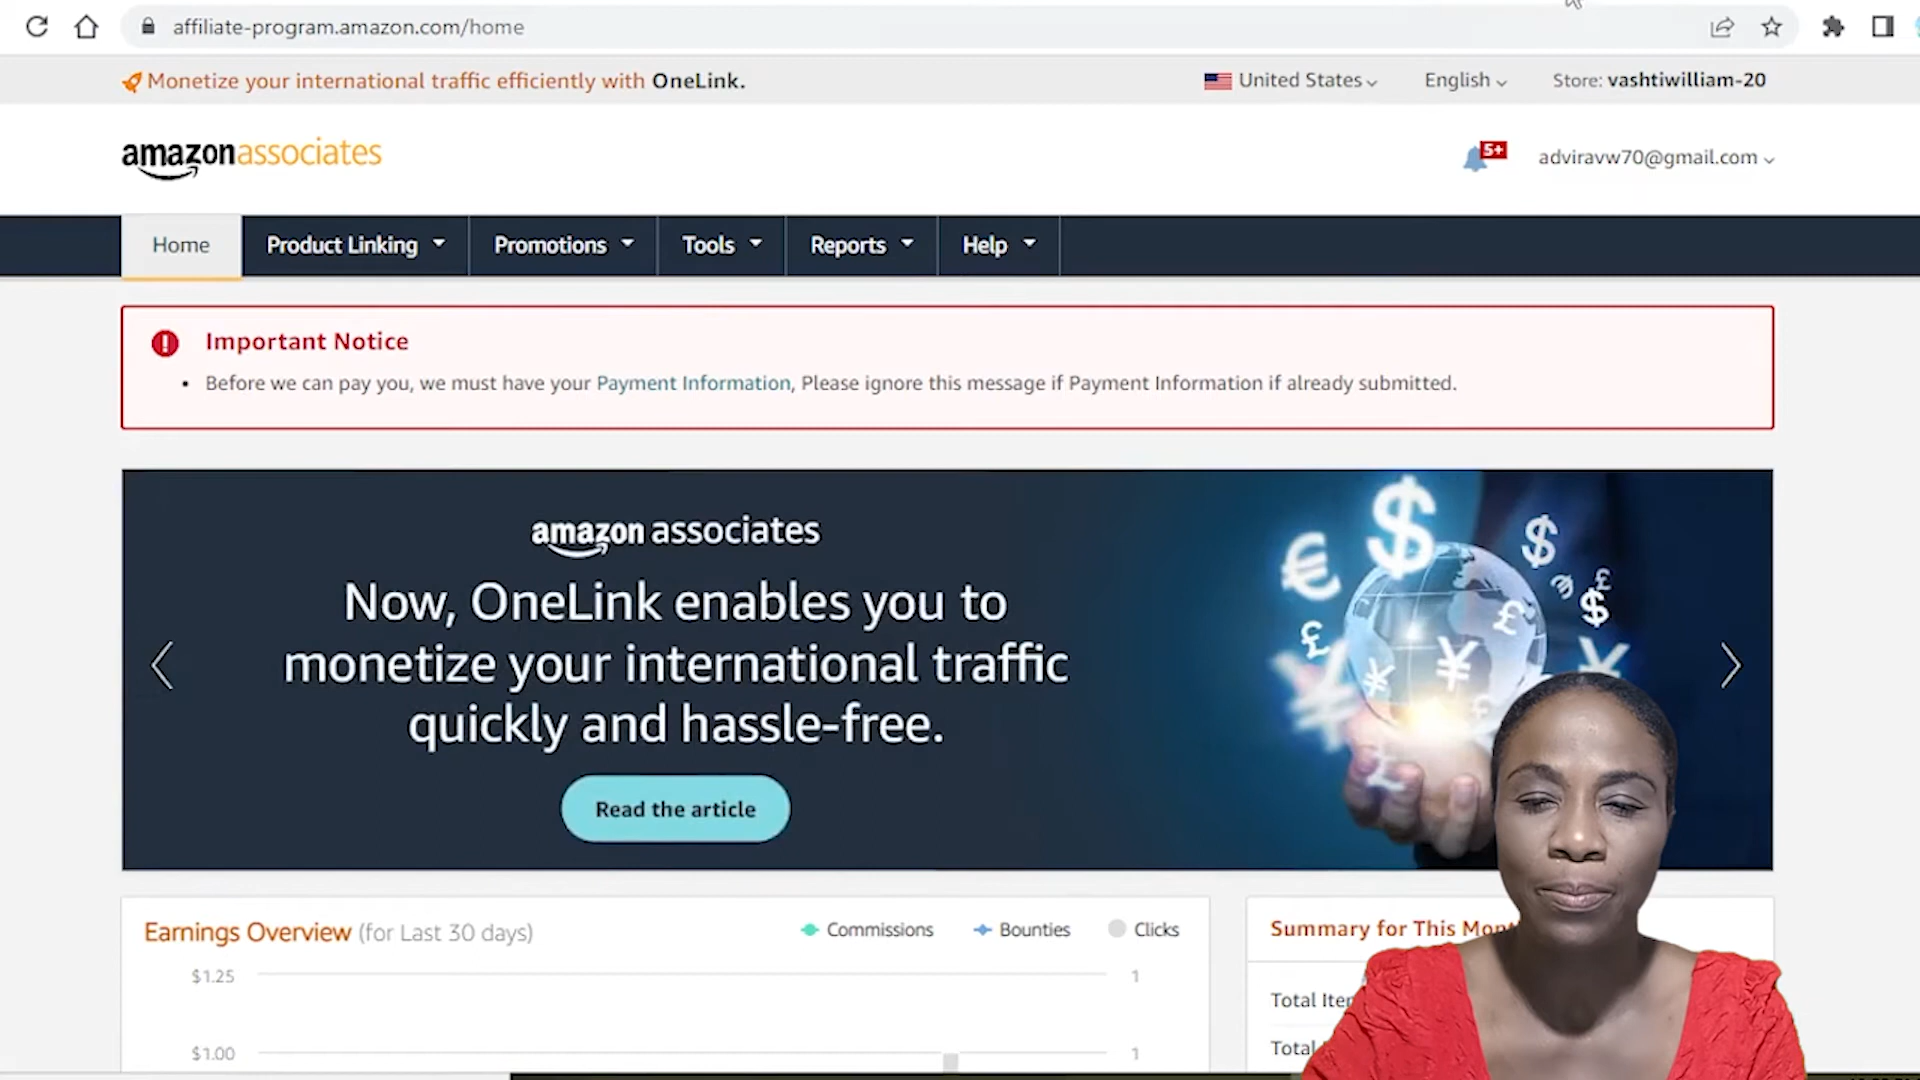 affiliate-program.amazon.com/home
Monetize your international traffic efficiently with OneLink.
United States
English
Store: vashtiwilliam-20
amazonassociates
5+
adviravw70@gmail.com
Home
Product Linking
Promotions
Tools
Reports
Help
Important Notice
• Before we can pay you, we must have your Payment Information, Please ignore this message if Payment Information if already submitted.
amazon associates
Now, OneLink enables you to
monetize your international traffic
quickly and hassle-free.
Read the article
Earnings Overview (for Last 30 days)
Commissions
Bounties
Clicks
Summary for This
$1.25
1
Total
$1.00
1
Total